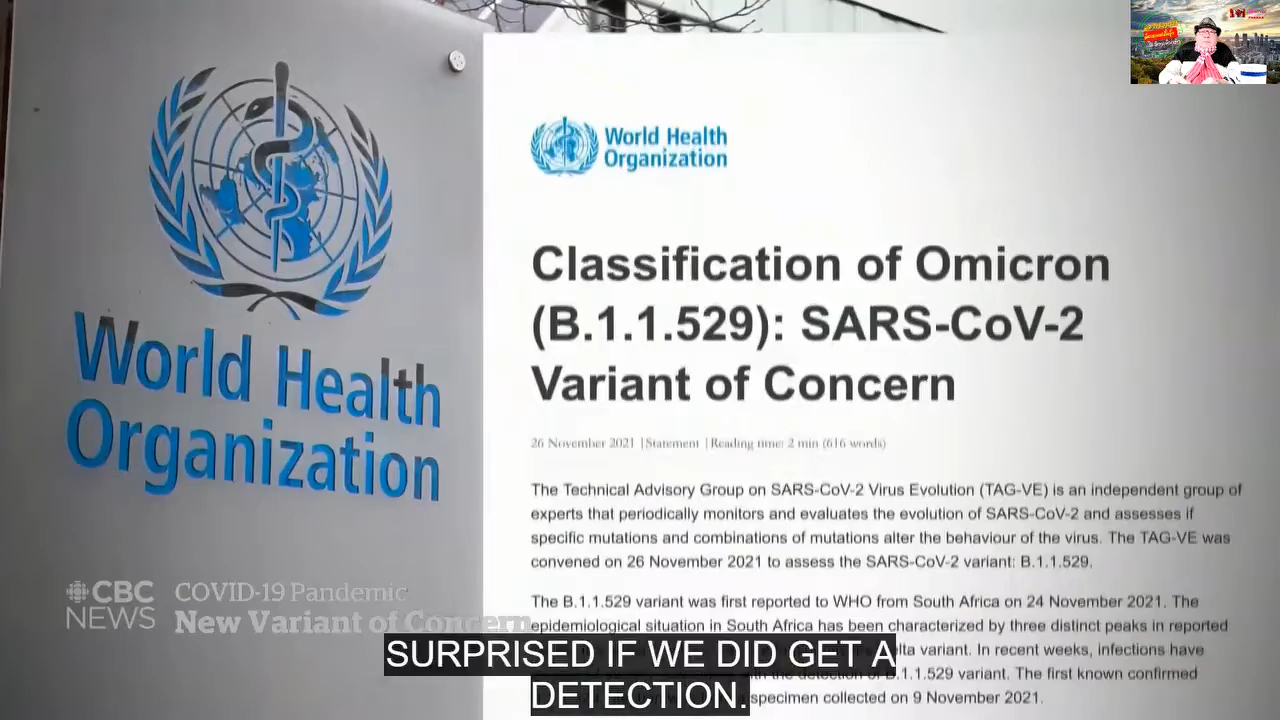 World Health
Organization
World Health
Organization
Classification of Omicron
(B.1.1.529): SARS-CoV-2
Variant of Concern
26 November 2021 | Statement | Reading time: 2 min (616 words)
The Technical Advisory Group on SARS-CoV-2 Virus Evolution (TAG-VE) is an independent group of
experts that periodically monitors and evaluates the evolution of SARS-CoV-2 and assesses if
specific mutations and combinations of mutations alter the behaviour of the virus. The TAG-VE was
convened on 26 November 2021 to assess the SARS-CoV-2 variant: B.1.1.529.
The B.1.1.529 variant was first reported to WHO from South Africa on 24 November 2021. The
epidemiological situation in South Africa has been characterized by three distinct peaks in reported
variant. In recent weeks, infections have
B.1.1.529 variant. The first known confirmed
specimen collected on 9 November 2021.
CBC
NEWS
COVID-19 Pandemic
New Variant of Concern
SURPRISED IF WE DID GET A
DETECTION.